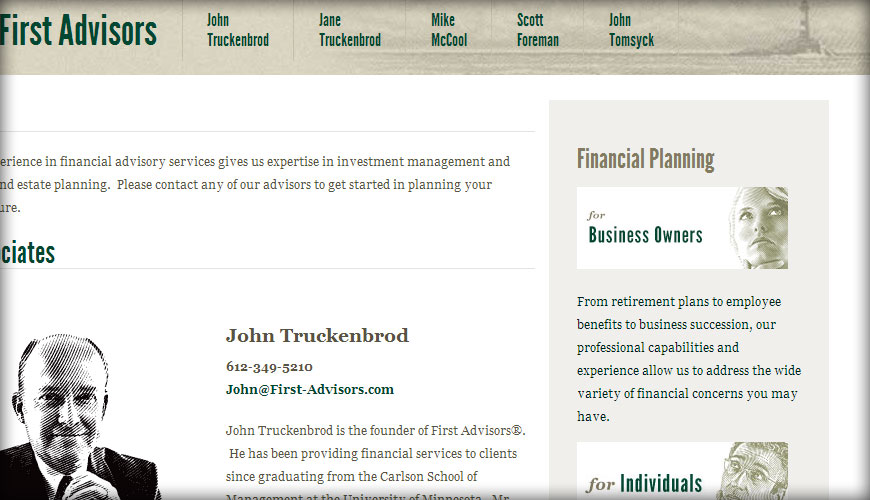 First Advisors
John
Truckenbrod
Jane
Truckenbrod
Mike
McCool
Scott
Foreman
John
Tomsyck
erience in financial advisory services gives us expertise in investment management and
nd estate planning.  Please contact any of our advisors to get started in planning your
ure.
ciates
John Truckenbrod
612-349-5210
John@First-Advisors.com
John Truckenbrod is the founder of First Advisors®.
He has been providing financial services to clients
since graduating from the Carlson School of
Management at the University of Minnesota. Mr.
Financial Planning
for
Business Owners
From retirement plans to employee
benefits to business succession, our
professional capabilities and
experience allow us to address the wide
variety of financial concerns you may
have.
for Individuals